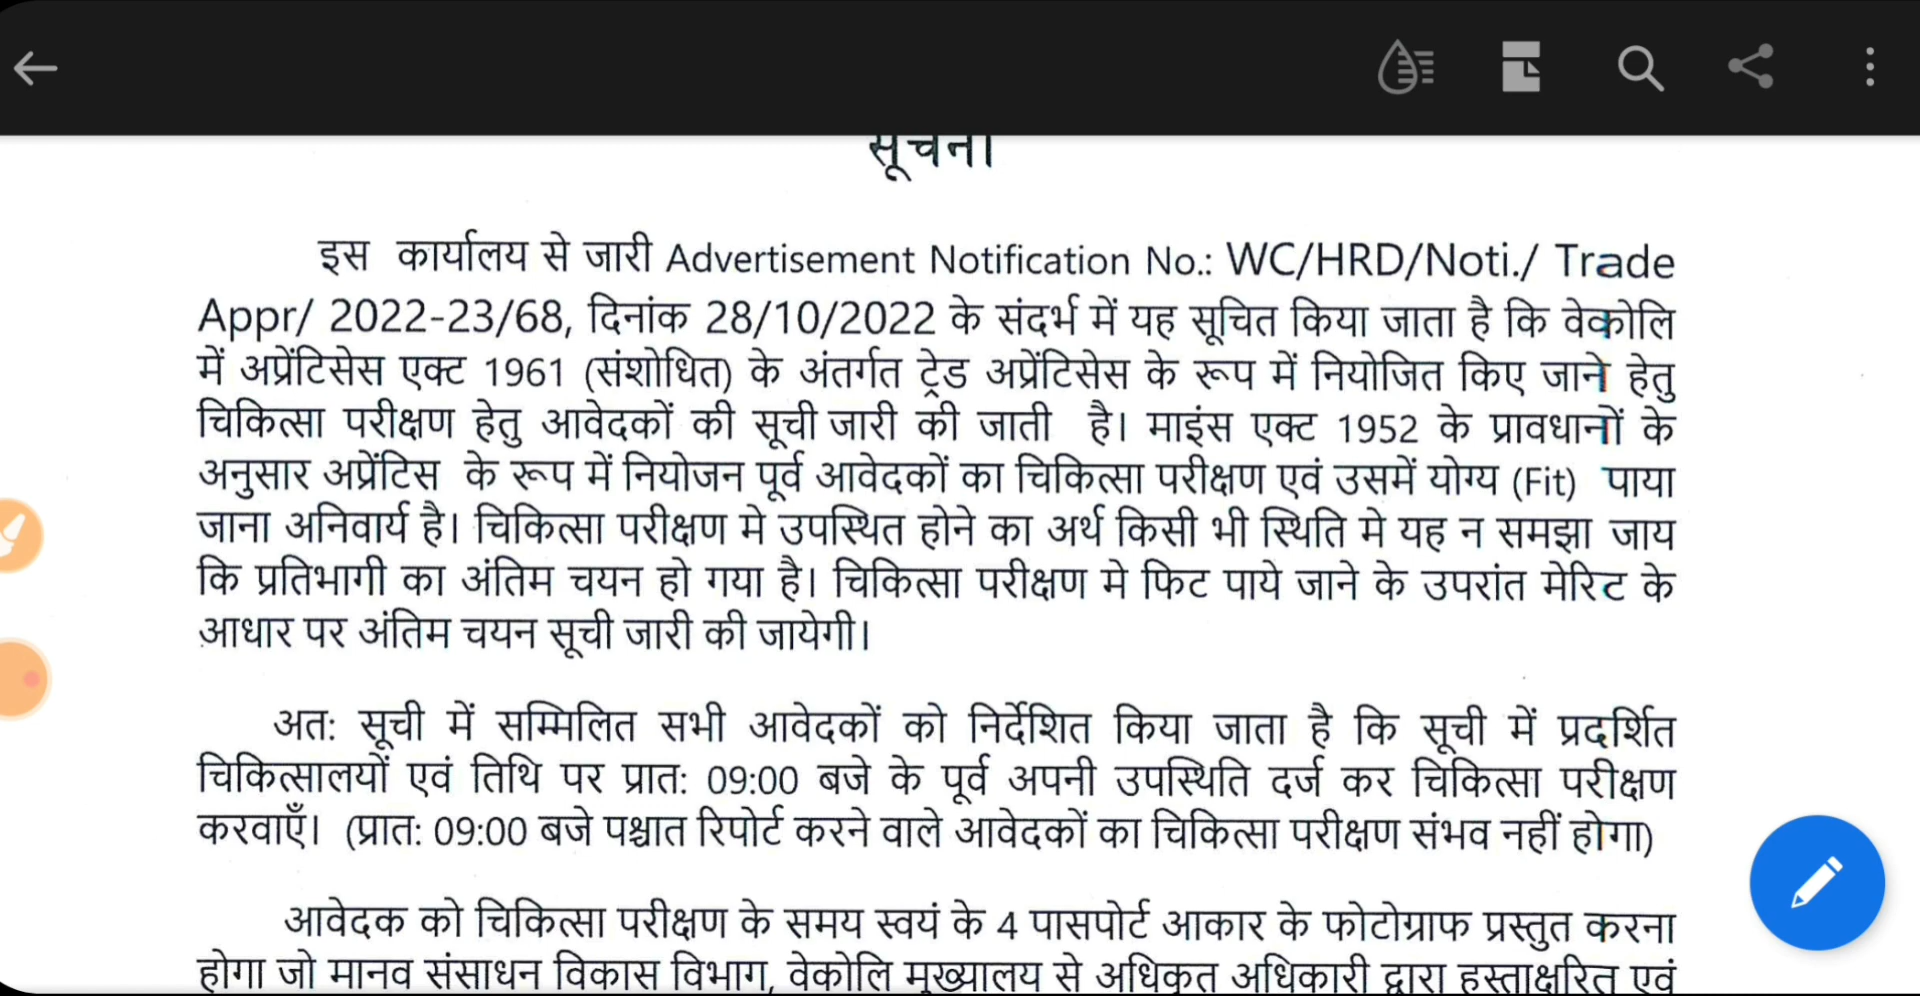 सूचना
इस कार्यालय से जारी Advertisement Notification No.: WC/HRD/Noti./ Trade
Appr/ 2022-23/68, दिनांक 28/10/2022 के संदर्भ में यह सूचित किया जाता है कि वेकोलि
में अप्रेंटिसेस एक्ट 1961 (संशोधित) के अंतर्गत ट्रेड अप्रेंटिसेस के रूप में नियोजित किए जाने हेतु
चिकित्सा परीक्षण हेतु आवेदकों की सूची जारी की जाती है। माइंस एक्ट 1952 के प्रावधानों के
अनुसार अप्रेंटिस के रूप में नियोजन पूर्व आवेदकों का चिकित्सा परीक्षण एवं उसमें योग्य (Fit) पाया
जाना अनिवार्य है। चिकित्सा परीक्षण मे उपस्थित होने का अर्थ किसी भी स्थिति मे यह न समझा जाय
कि प्रतिभागी का अंतिम चयन हो गया है। चिकित्सा परीक्षण मे फिट पाये जाने के उपरांत मेरिट के
आधार पर अंतिम चयन सूची जारी की जायेगी।
अत: सूची में सम्मिलित सभी आवेदकों को निर्देशित किया जाता है कि सूची में प्रदर्शित
चिकित्सालयों एवं तिथि पर प्रात: 09:00 बजे के पूर्व अपनी उपस्थिति दर्ज कर चिकित्सा परीक्षण
करवाएँ। (प्रात: 09:00 बजे पश्चात रिपोर्ट करने वाले आवेदकों का चिकित्सा परीक्षण संभव नहीं होगा)
आवेदक को चिकित्सा परीक्षण के समय स्वयं के 4 पासपोर्ट आकार के फोटोग्राफ प्रस्तुत करना
होगा जो मानव संसाधन विकास विभाग, वेकोलि मुख्यालय से अधिकृत अधिकारी द्वारा हस्ताक्षरित एवं